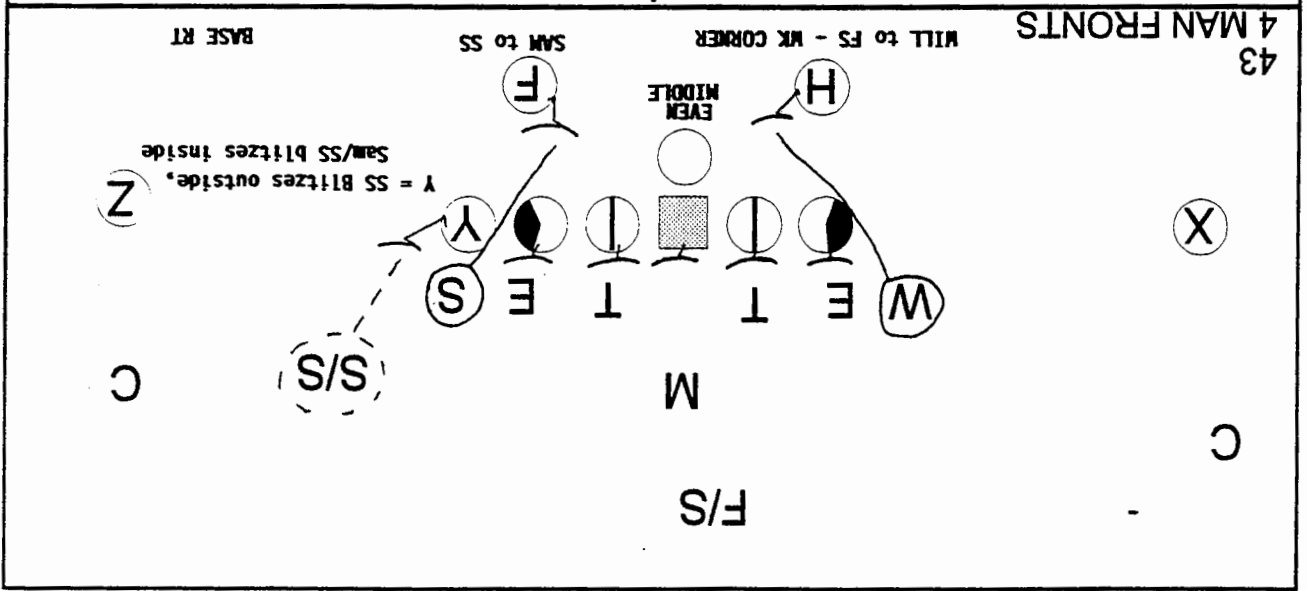 F/S
C
M S/S C
W E T T E S
X Y Z
Y = SS Blitzes outside,
Sam/SS blitzes inside
EVEN
MIDDLE
H F
43
4 MAN FRONTS
WILL to FS - WK CORNER
SAM to SS
BASE RT